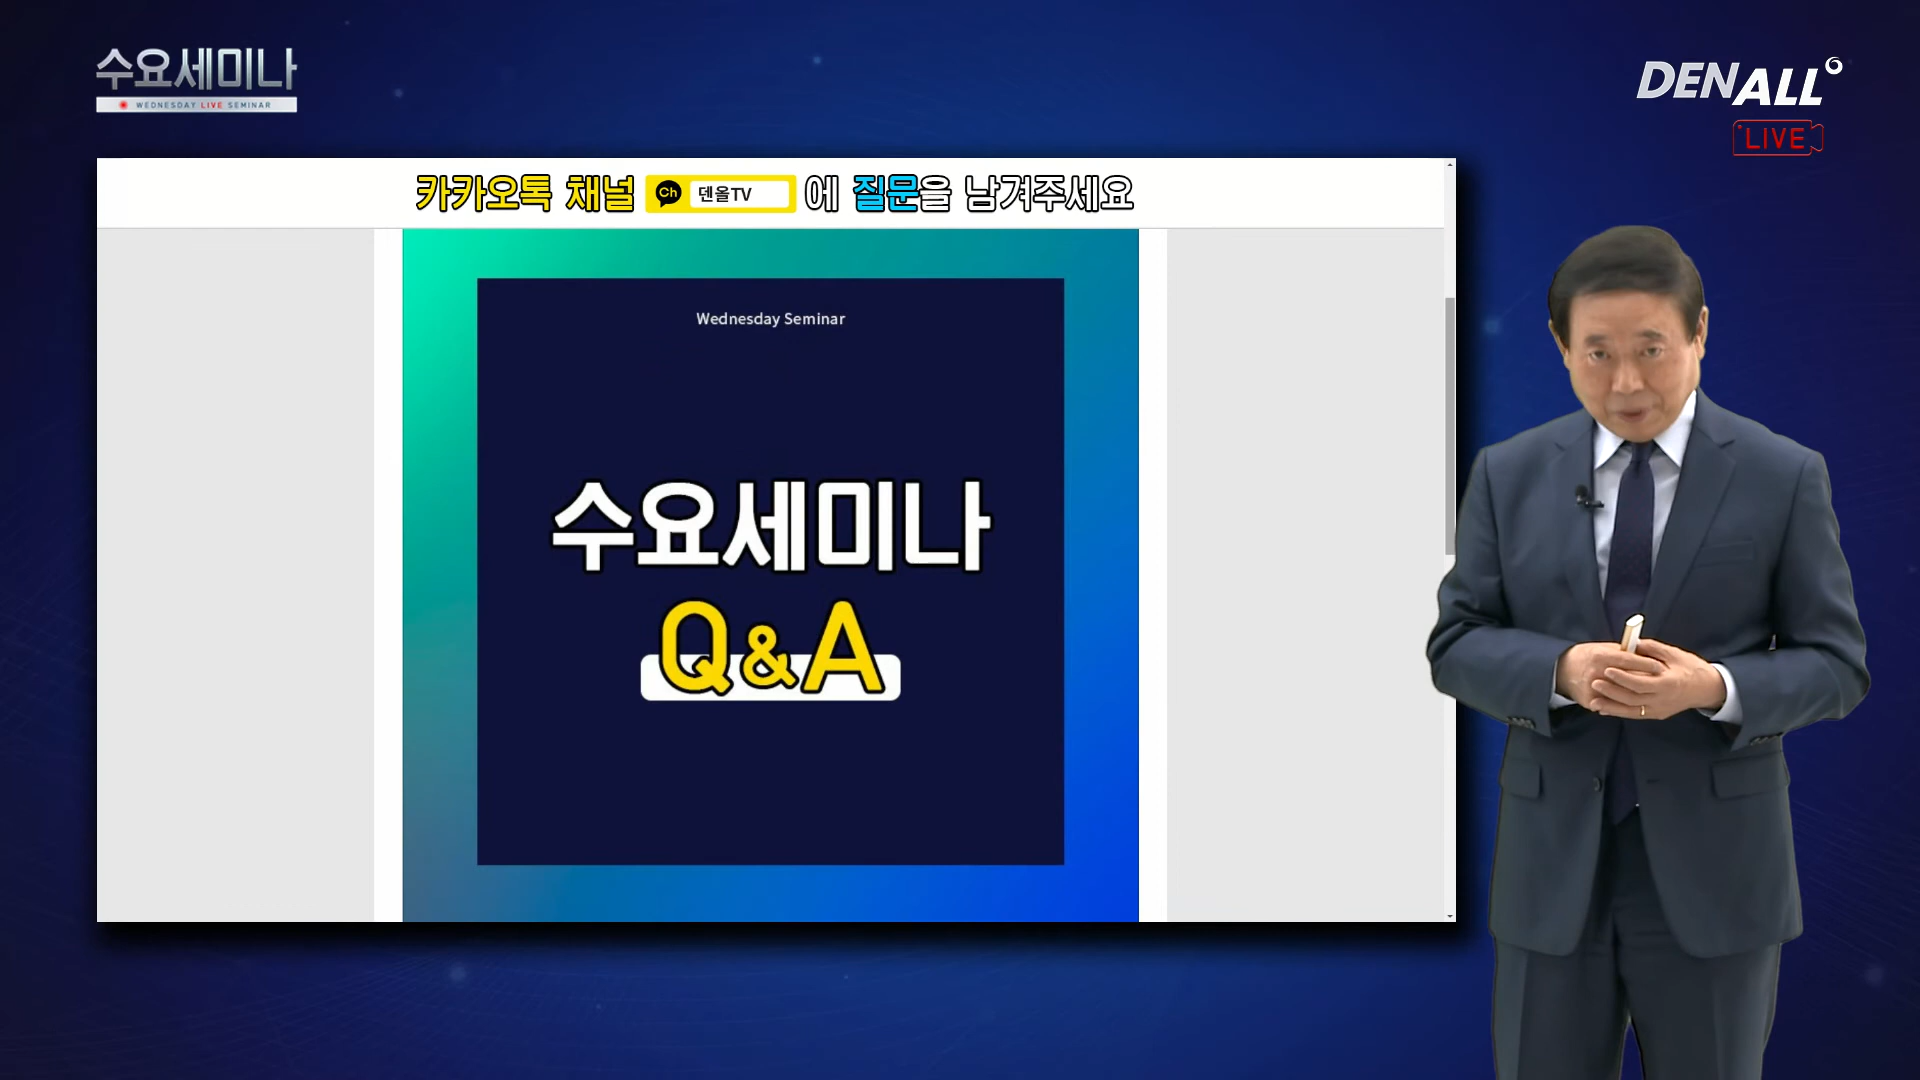 수요세미나
WEDNESDAY LIVE SEMINAR
DENALL
LIVE
카카오톡 채널 Ch 덴올TV 에 질문을 남겨주세요
Wednesday Seminar
수요세미나
Q&A